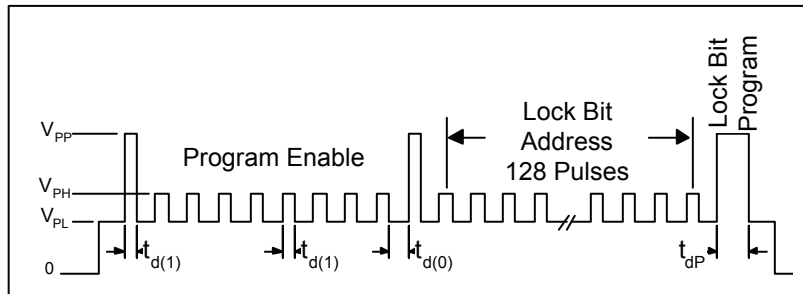 V_PP
V_PH
V_PL
0
Program Enable
Lock Bit
Address
128 Pulses
Lock Bit
Program
t_d(1)
t_d(1)
t_d(0)
t_dP